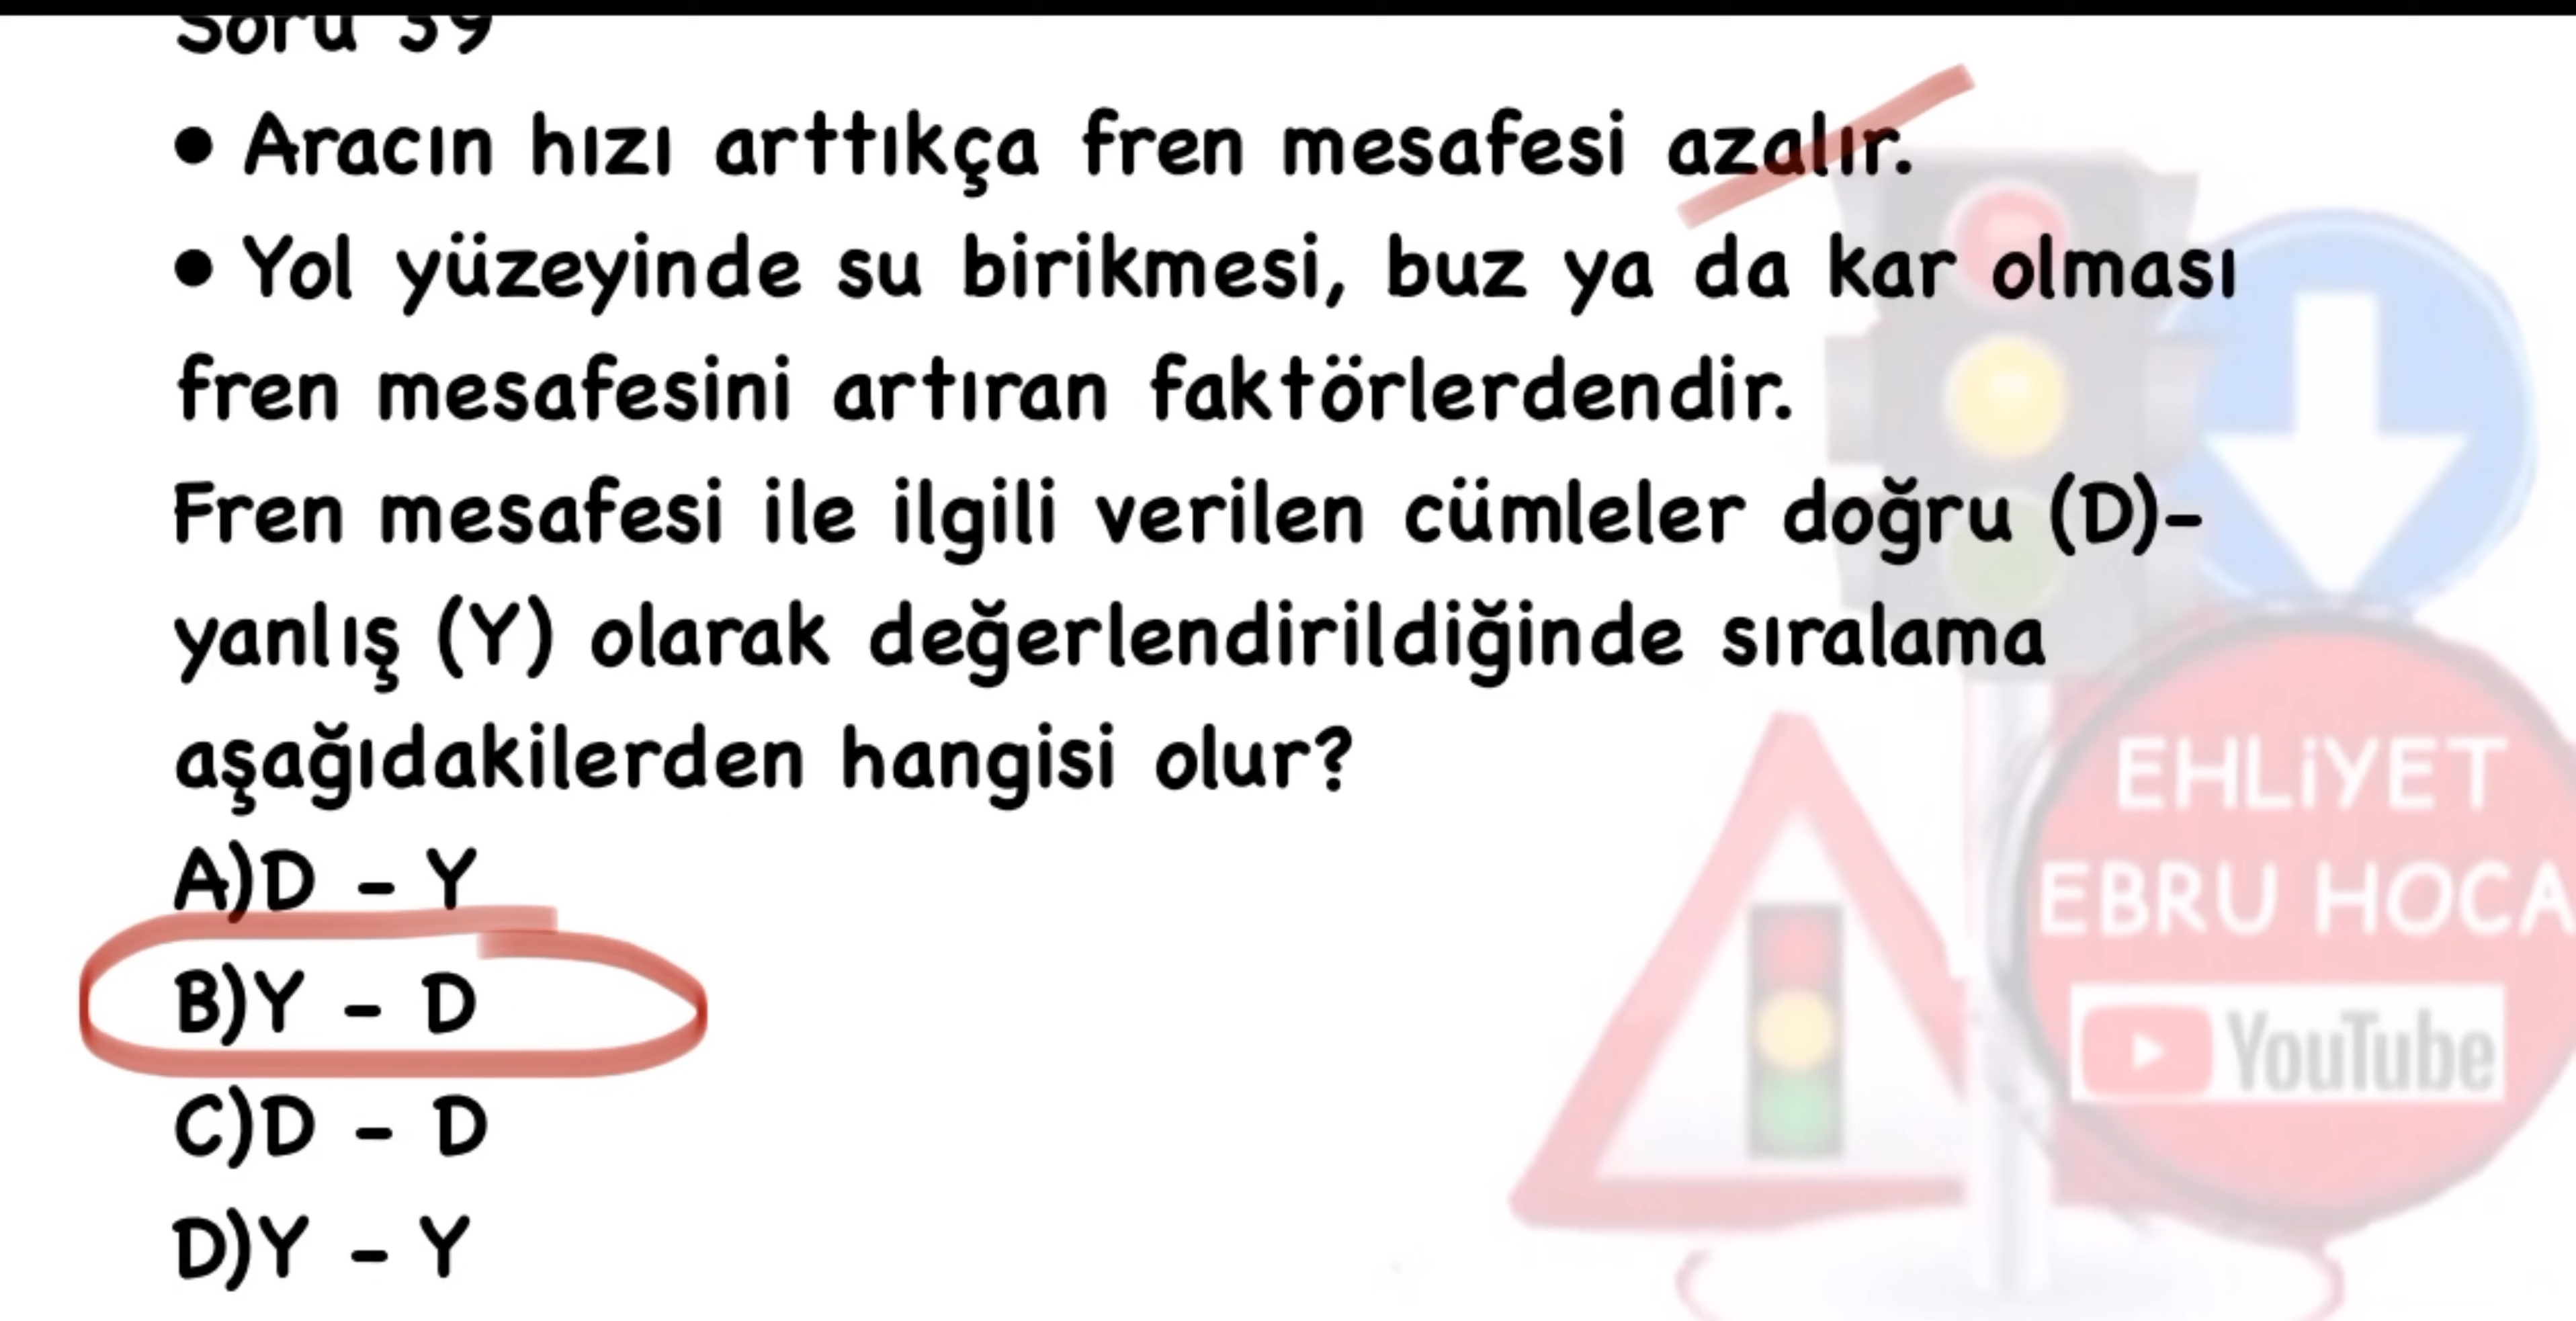 Soru 39
• Aracın hızı arttıkça fren mesafesi azalır.
• Yol yüzeyinde su birikmesi, buz ya da kar olması
fren mesafesini artıran faktörlerdendir.
Fren mesafesi ile ilgili verilen cümleler doğru (D)-
yanlış (Y) olarak değerlendirildiğinde sıralama
aşağıdakilerden hangisi olur?
A)D - Y
B)Y - D
C)D - D
D)Y - Y
EHLİYET
EBRU HOCA
YouTube